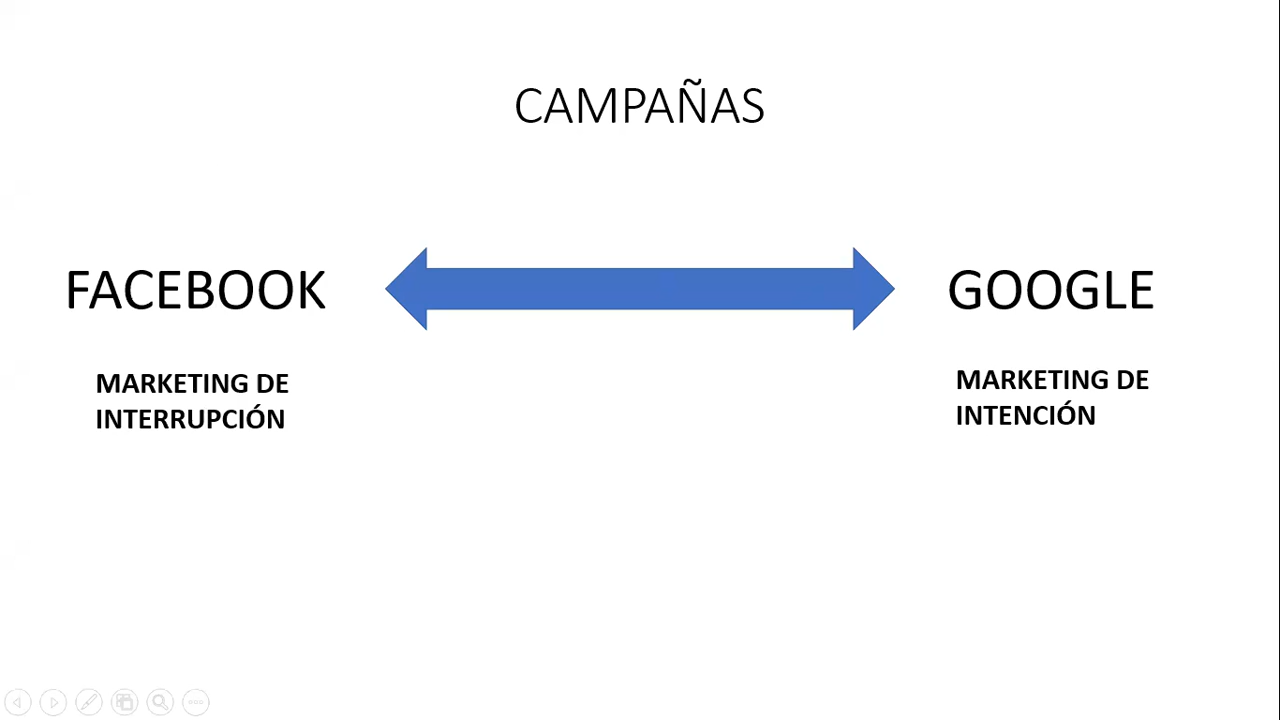 CAMPAÑAS
FACEBOOK
GOOGLE
MARKETING DE
INTERRUPCIÓN
MARKETING DE
INTENCIÓN